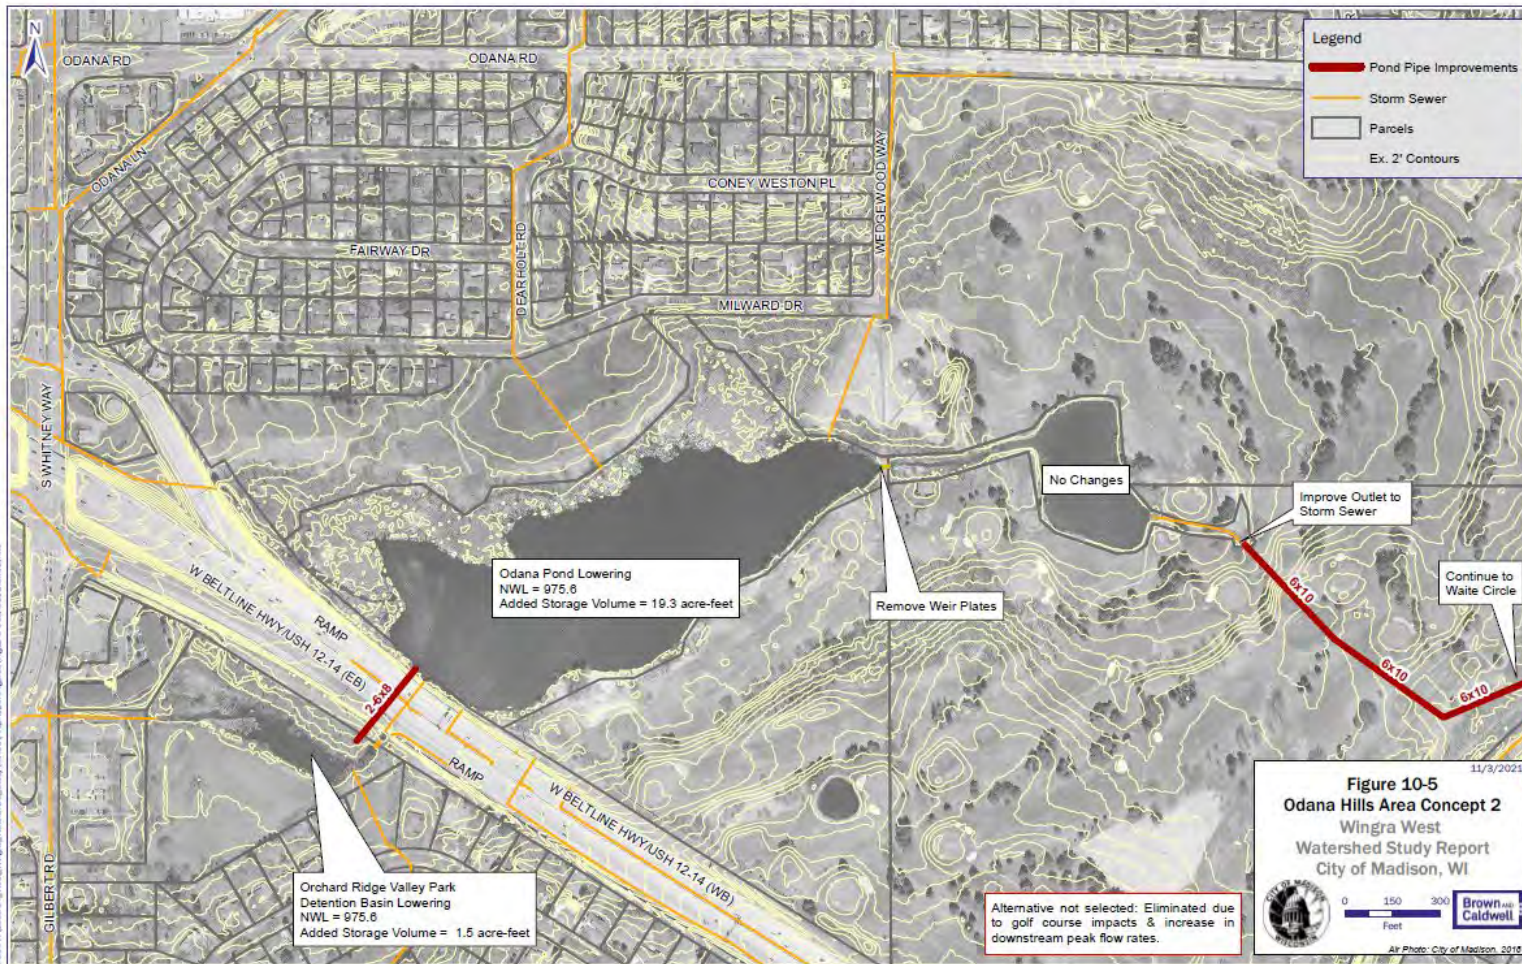 N
ODANA RD
ODANA RD
Legend
Pond Pipe Improvements
Storm Sewer
Parcels
Ex. 2' Contours
ODANA LN
CONEY WESTON PL
WEDGEWOOD WAY
FAIRWAY DR
DEARHOLT RD
MILWARD DR
S WHITNEY WAY
No Changes
Improve Outlet to
Storm Sewer
Odana Pond Lowering
NWL = 975.6
Added Storage Volume = 19.3 acre-feet
Remove Weir Plates
Continue to
Waite Circle
6x10
6x10
6x10
RAMP
W BELTLINE HWY/USH 12-14 (EB)
2-6x8
RAMP
W BELTLINE HWY/USH 12-14 (WB)
GILBERT RD
Orchard Ridge Valley Park
Detention Basin Lowering
NWL = 975.6
Added Storage Volume = 1.5 acre-feet
Alternative not selected: Eliminated due
to golf course impacts & increase in
downstream peak flow rates.
11/3/2021
Figure 10-5
Odana Hills Area Concept 2
Wingra West
Watershed Study Report
City of Madison, WI
CITY OF MADISON
WISCONSIN
0 150 300
Feet
Brown AND
Caldwell
Air Photo: City of Madison, 2016